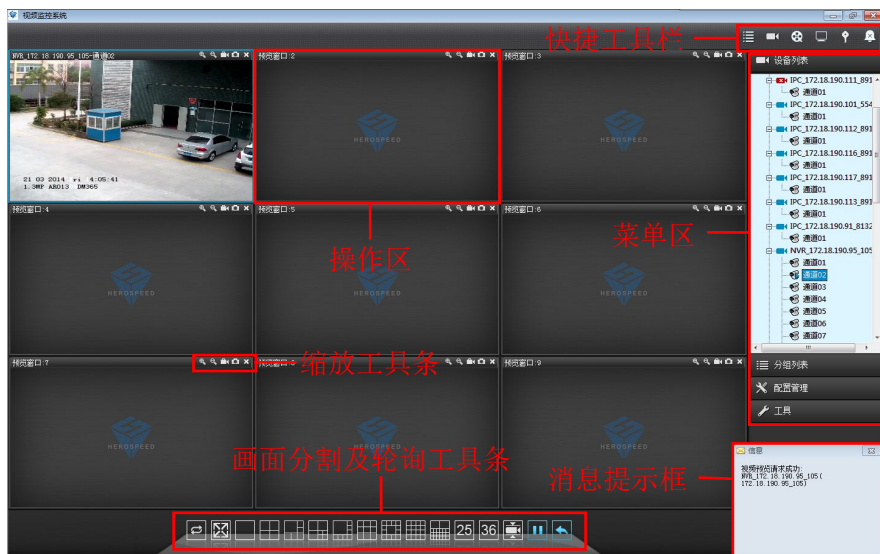 视频监控系统
快捷工具栏
NVR_172.18.190.95_105-通道02
预览窗口:2
预览窗口:3
设备列表
IPC_172.18.190.111_891
通道01
IPC_172.18.190.101_554
通道01
IPC_172.18.190.112_891
通道01
IPC_172.18.190.116_891
通道01
IPC_172.18.190.117_891
通道01
IPC_172.18.190.113_891
通道01
IPC_172.18.190.91_8132
通道01
NVR_172.18.190.95_105
通道01
通道02
通道03
通道04
通道05
通道06
通道07
HEROSPEED
HEROSPEED
21 03 2014 ri 4:05:41
1.3MP AR013 DM365
预览窗口:4
预览窗口:5
预览窗口:6
操作区
菜单区
HEROSPEED
HEROSPEED
HEROSPEED
预览窗口:7
缩放工具条
预览窗口:9
分组列表
配置管理
工具
HEROSPEED
HEROSPEED
HEROSPEED
画面分割及轮询工具条
消息提示框
信息
视频预览请求成功:
NVR_172.18.190.95_105(
172.18.190.95_105)
25
36